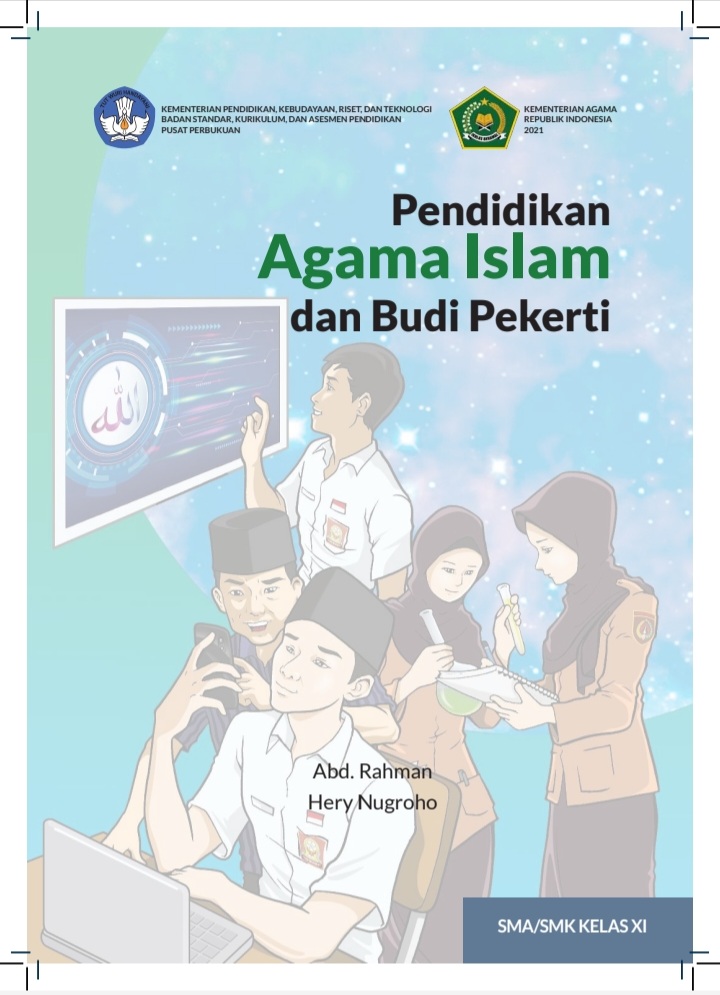 KEMENTERIAN PENDIDIKAN, KEBUDAYAAN, RISET, DAN TEKNOLOGI
BADAN STANDAR, KURIKULUM, DAN ASESMEN PENDIDIKAN
PUSAT PERBUKUAN
KEMENTERIAN AGAMA
REPUBLIK INDONESIA
2021
Pendidikan
Agama Islam
dan Budi Pekerti
الله
Abd. Rahman
Hery Nugroho
SMA/SMK KELAS XI